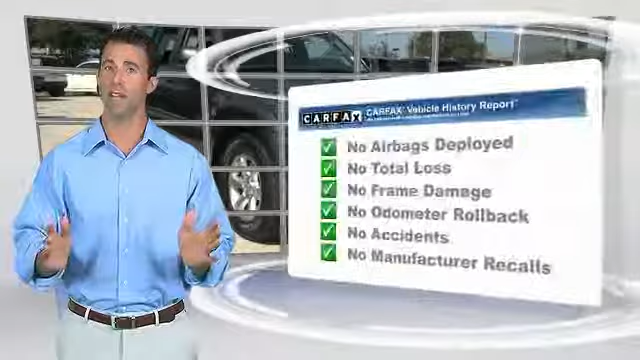 CARFAX CARFAX Vehicle History Report
No Airbags Deployed
No Total Loss
No Frame Damage
No Odometer Rollback
No Accidents
No Manufacturer Recalls